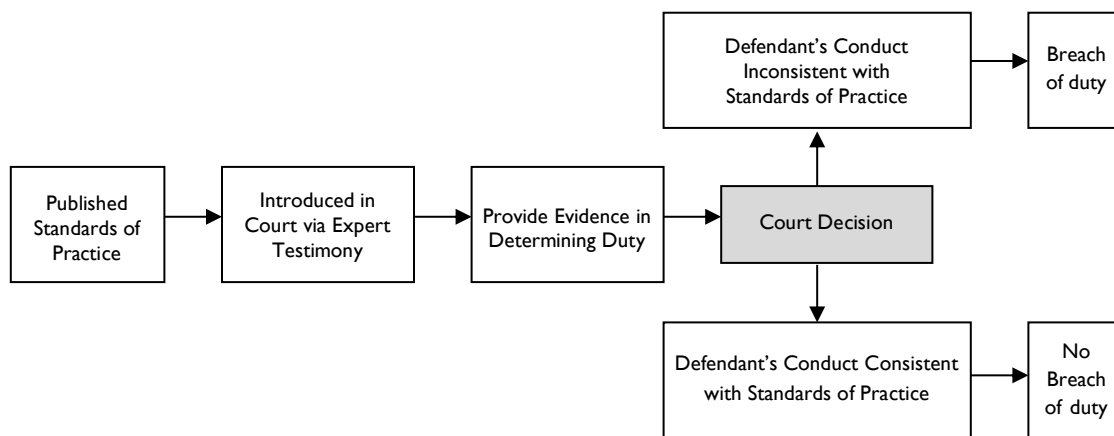 Published
Standards of
Practice
Introduced in
Court via Expert
Testimony
Provide Evidence in
Determining Duty
Court Decision
Defendant’s Conduct
Inconsistent with
Standards of Practice
Breach
of duty
Defendant’s Conduct Consistent
with Standards of Practice
No
Breach
of duty